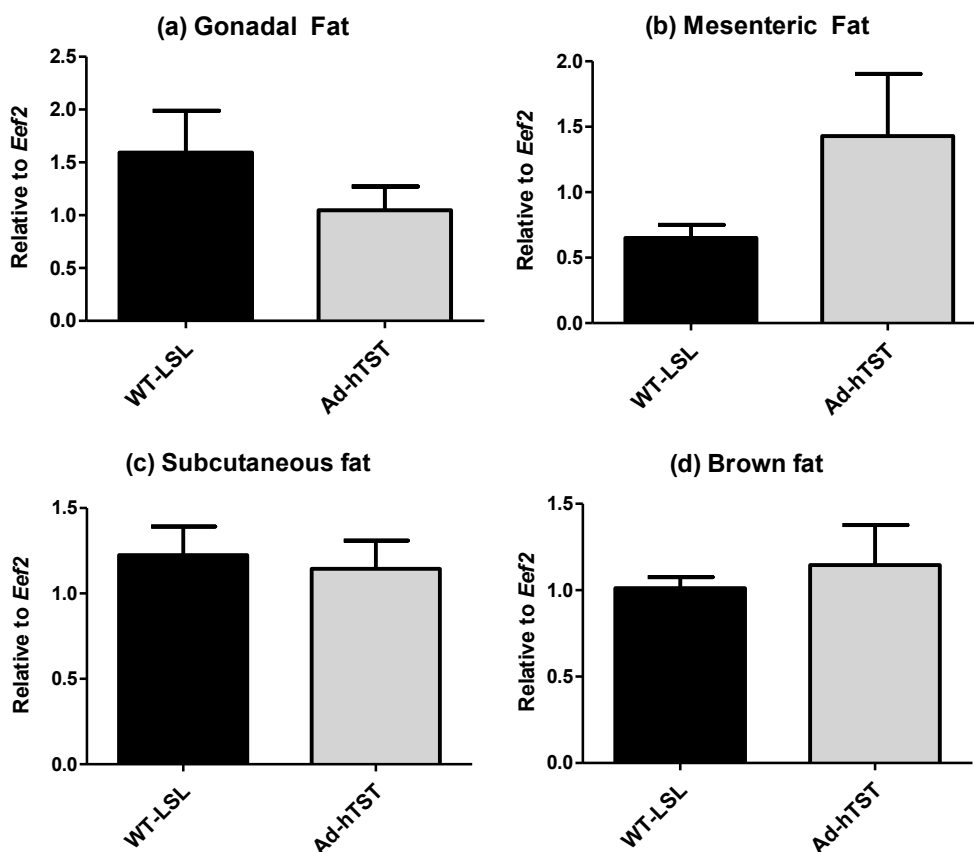 (a) Gonadal Fat
2.5
2.0
1.5
1.0
0.5
0.0
Relative to Eef2
WT-LSL
Ad-hTST
(b) Mesenteric Fat
2.0
1.5
1.0
0.5
0.0
Relative to Eef2
WT-LSL
Ad-hTST
(c) Subcutaneous fat
1.5
1.0
0.5
0.0
Relative to Eef2
WT-LSL
Ad-hTST
(d) Brown fat
1.5
1.0
0.5
0.0
Relative to Eef2
WT-LSL
Ad-hTST